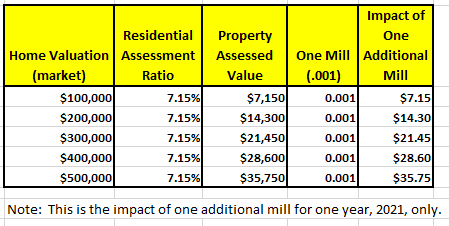 Impact of
Residential Property One
Home Valuation Assessment Assessed One Mill Additional
(market) Ratio Value (.001) Mill
$100,000 7.15% $7,150 0.001 $7.15
$200,000 7.15% $14,300 0.001 $14.30
$300,000 7.15% $21,450 0.001 $21.45
$400,000 7.15% $28,600 0.001 $28.60
$500,000 7.15% $35,750 0.001 $35.75
Note: This is the impact of one additional mill for one year, 2021, only.